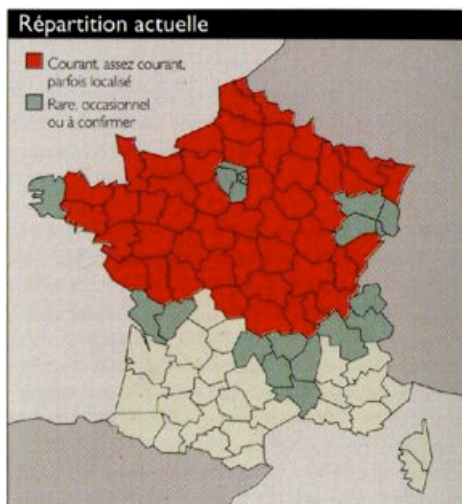 Répartition actuelle
Courant, assez courant,
parfois localisé
Rare, occasionnel
ou à confirmer